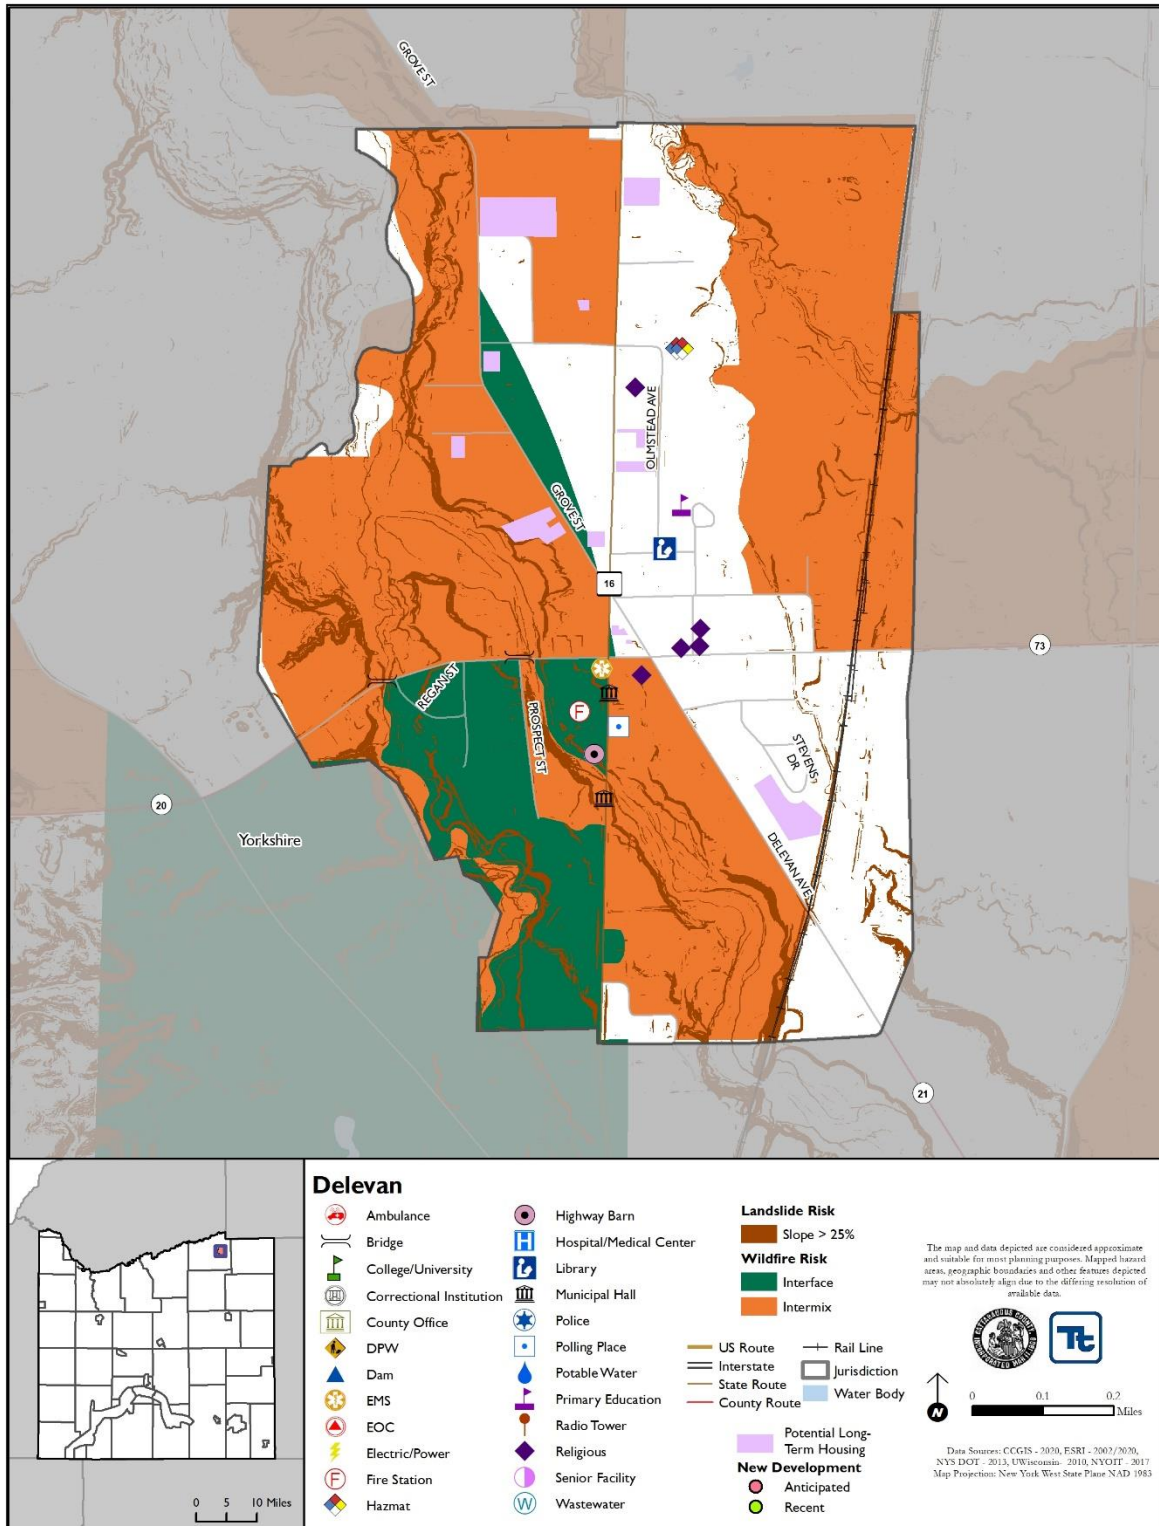 GROVE ST
OLMSTEAD AVE
GROVE ST
16
73
REGAN ST
PROSPECT ST
F
STEVENS DR
20
Yorkshire
DELEVAN AVE
21
Delevan
Ambulance
Bridge
College/University
Correctional Institution
County Office
DPW
Dam
EMS
EOC
Electric/Power
F Fire Station
Hazmat
Highway Barn
H Hospital/Medical Center
Library
Municipal Hall
Police
Polling Place
Potable Water
Primary Education
Radio Tower
Religious
Senior Facility
W Wastewater
Landslide Risk
Slope > 25%
Wildfire Risk
Interface
Intermix
US Route
Interstate
State Route
County Route
Rail Line
Jurisdiction
Water Body
Potential Long-
Term Housing
New Development
Anticipated
Recent
The map and data depicted are considered approximate
and suitable for most planning purposes. Mapped hazard
areas, geographic boundaries and other features depicted
may not absolutely align due to the differing resolution of
available data.
CATTARAUGUS COUNTY
Tt
N
0 0.1 0.2
Miles
Data Sources: CCGIS - 2020, ESRI - 2002/2020,
NYS DOT - 2013, UWisconsin- 2010, NYOIT - 2017
Map Projection: New York West State Plane NAD 1983
0 5 10 Miles